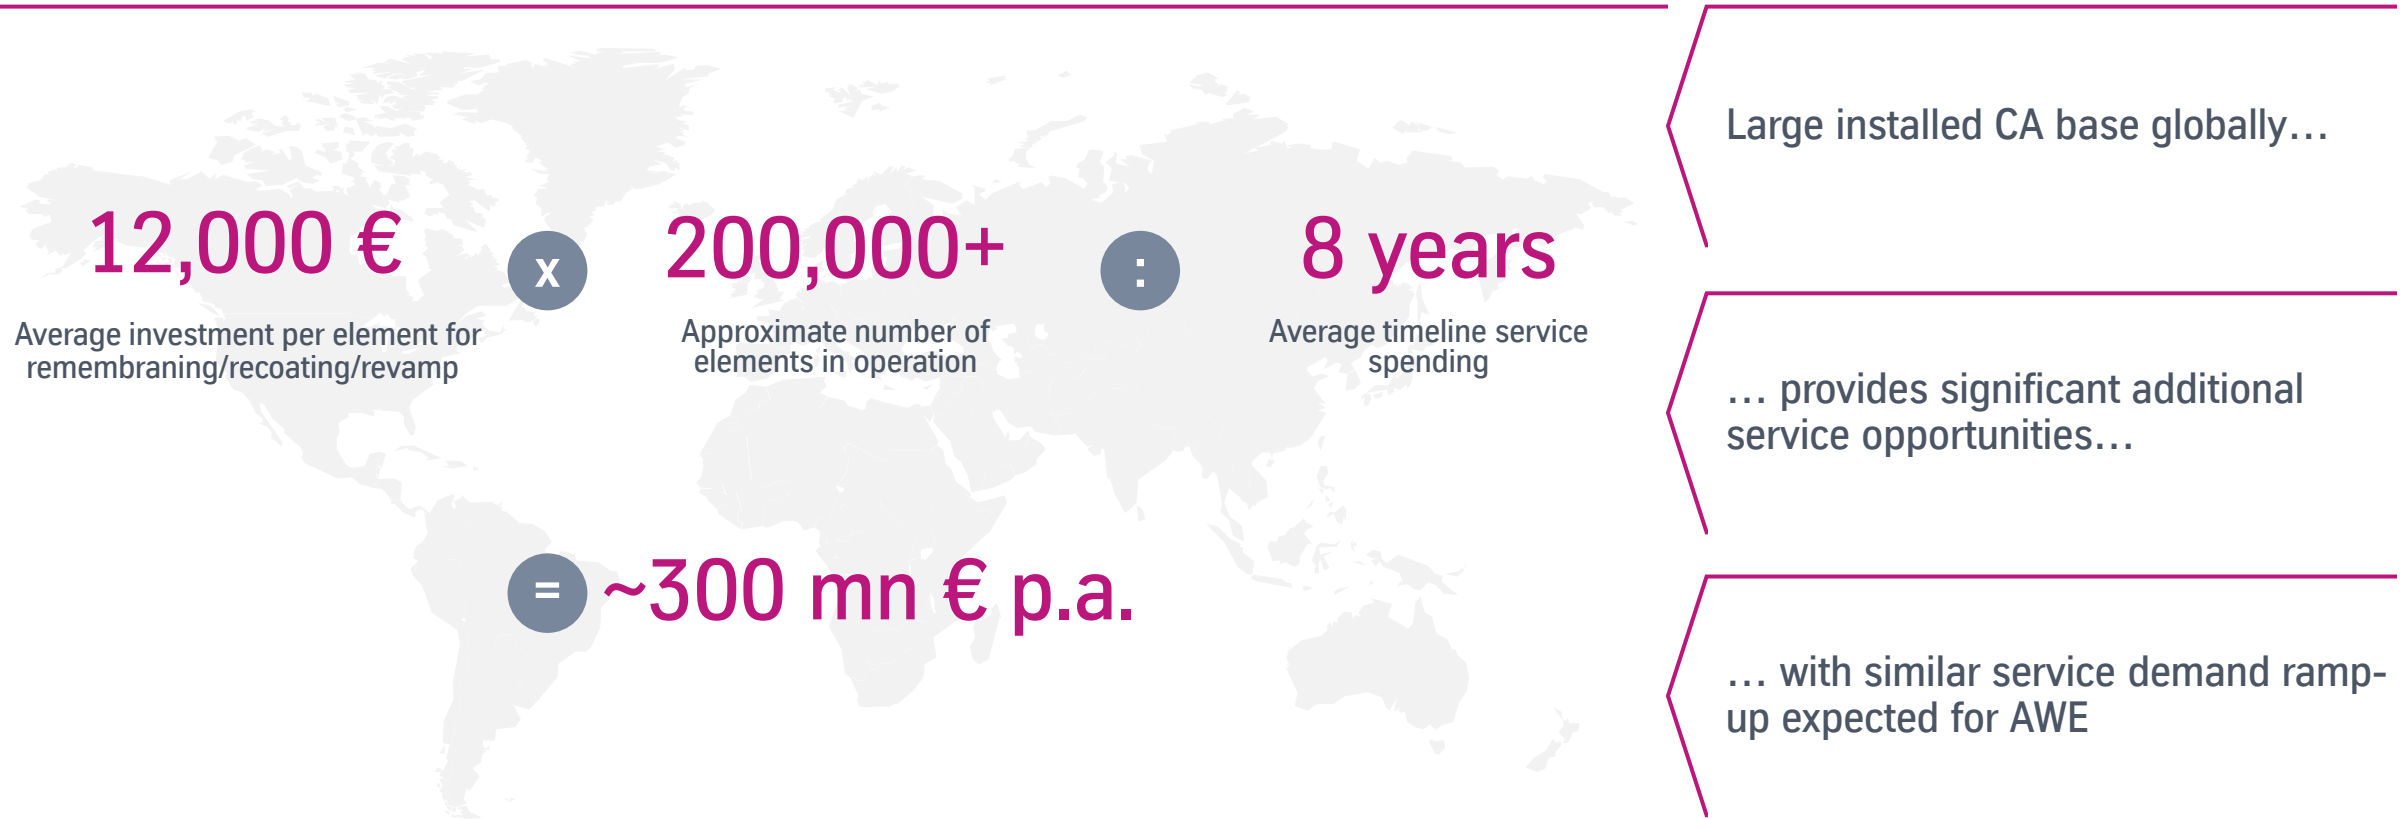 12,000 €
Average investment per element for
remembraning/recoating/revamp
x
200,000+
Approximate number of
elements in operation
:
8 years
Average timeline service
spending
=
~300 mn € p.a.
Large installed CA base globally…
… provides significant additional
service opportunities…
… with similar service demand ramp-
up expected for AWE